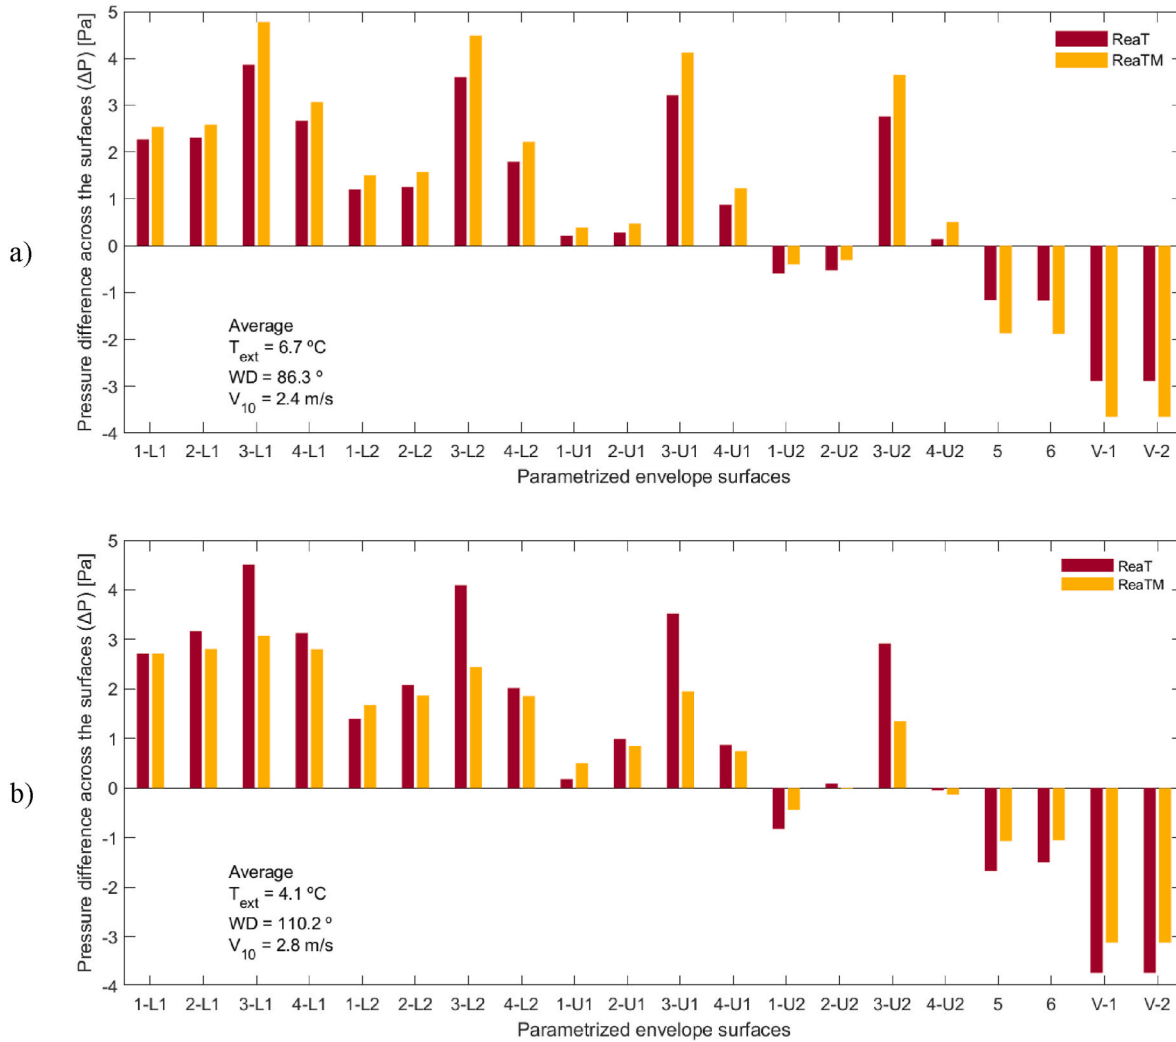 a)
Pressure difference across the surfaces (ΔP) [Pa]
5
4
3
2
1
0
-1
-2
-3
-4
ReaT
ReaTM
Average
T_ext = 6.7 ºC
WD = 86.3 º
V_10 = 2.4 m/s
1-L1 2-L1 3-L1 4-L1 1-L2 2-L2 3-L2 4-L2 1-U1 2-U1 3-U1 4-U1 1-U2 2-U2 3-U2 4-U2 5 6 V-1 V-2
Parametrized envelope surfaces
b)
Pressure difference across the surfaces (ΔP) [Pa]
5
4
3
2
1
0
-1
-2
-3
-4
ReaT
ReaTM
Average
T_ext = 4.1 ºC
WD = 110.2 º
V_10 = 2.8 m/s
1-L1 2-L1 3-L1 4-L1 1-L2 2-L2 3-L2 4-L2 1-U1 2-U1 3-U1 4-U1 1-U2 2-U2 3-U2 4-U2 5 6 V-1 V-2
Parametrized envelope surfaces